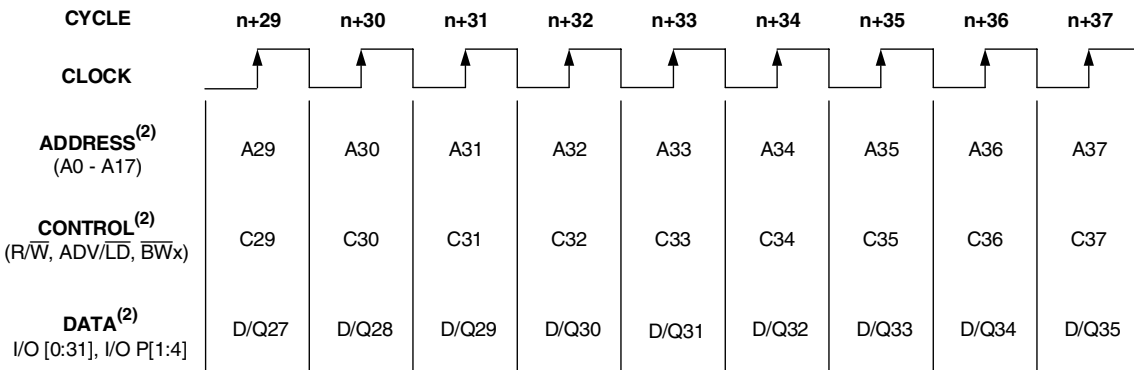 CYCLE n+29 n+30 n+31 n+32 n+33 n+34 n+35 n+36 n+37
CLOCK
ADDRESS(2)
(A0 - A17) A29 A30 A31 A32 A33 A34 A35 A36 A37
CONTROL(2)
(R/W̅, ADV/L̅D̅, B̅W̅x) C29 C30 C31 C32 C33 C34 C35 C36 C37
DATA(2)
I/O [0:31], I/O P[1:4] D/Q27 D/Q28 D/Q29 D/Q30 D/Q31 D/Q32 D/Q33 D/Q34 D/Q35